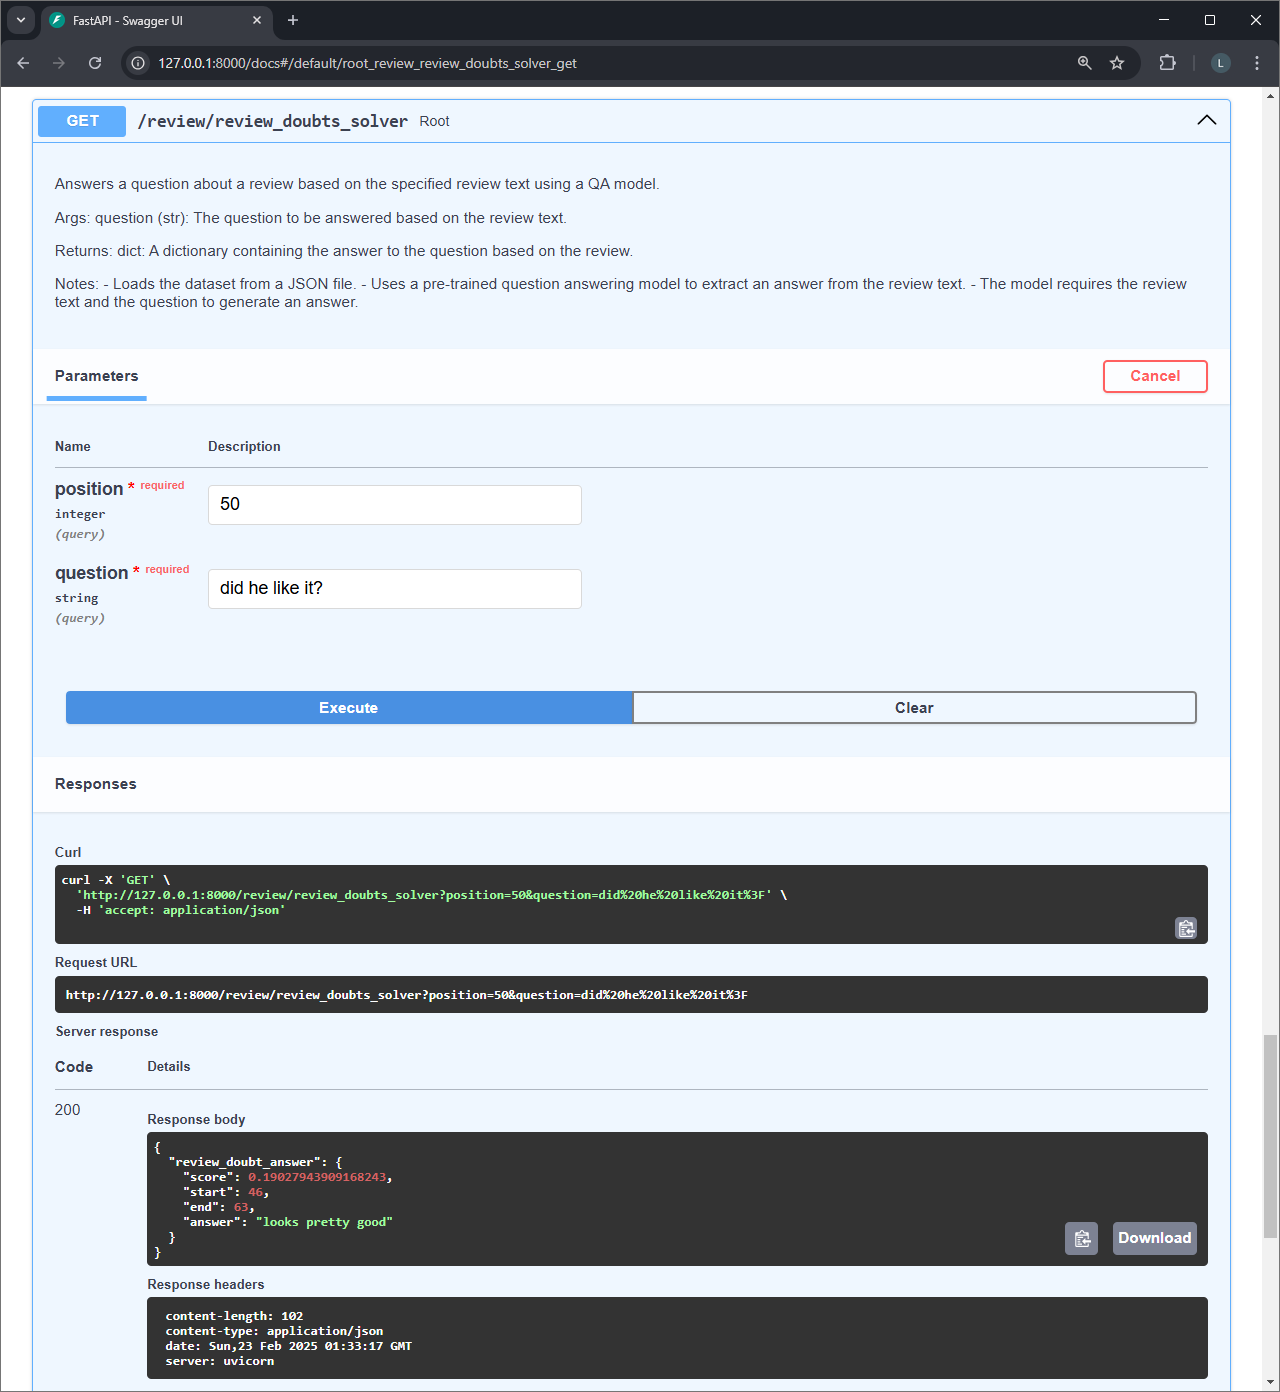 FastAPI - Swagger UI
127.0.0.1:8000/docs#/default/root_review_review_doubts_solver_get
L
GET /review/review_doubts_solver Root
Answers a question about a review based on the specified review text using a QA model.
Args: question (str): The question to be answered based on the review text.
Returns: dict: A dictionary containing the answer to the question based on the review.
Notes: - Loads the dataset from a JSON file. - Uses a pre-trained question answering model to extract an answer from the review text. - The model requires the review
text and the question to generate an answer.
Parameters
Cancel
Name Description
position * required
integer
(query)
50
question * required
string
(query)
did he like it?
Execute Clear
Responses
Curl
curl -X 'GET' \
'http://127.0.0.1:8000/review/review_doubts_solver?position=50&question=did%20he%20like%20it%3F' \
-H 'accept: application/json'
Request URL
http://127.0.0.1:8000/review/review_doubts_solver?position=50&question=did%20he%20like%20it%3F
Server response
Code Details
200
Response body
{
"review_doubt_answer": {
"score": 0.19027943909168243,
"start": 46,
"end": 63,
"answer": "looks pretty good"
}
}
Download
Response headers
content-length: 102
content-type: application/json
date: Sun,23 Feb 2025 01:33:17 GMT
server: uvicorn